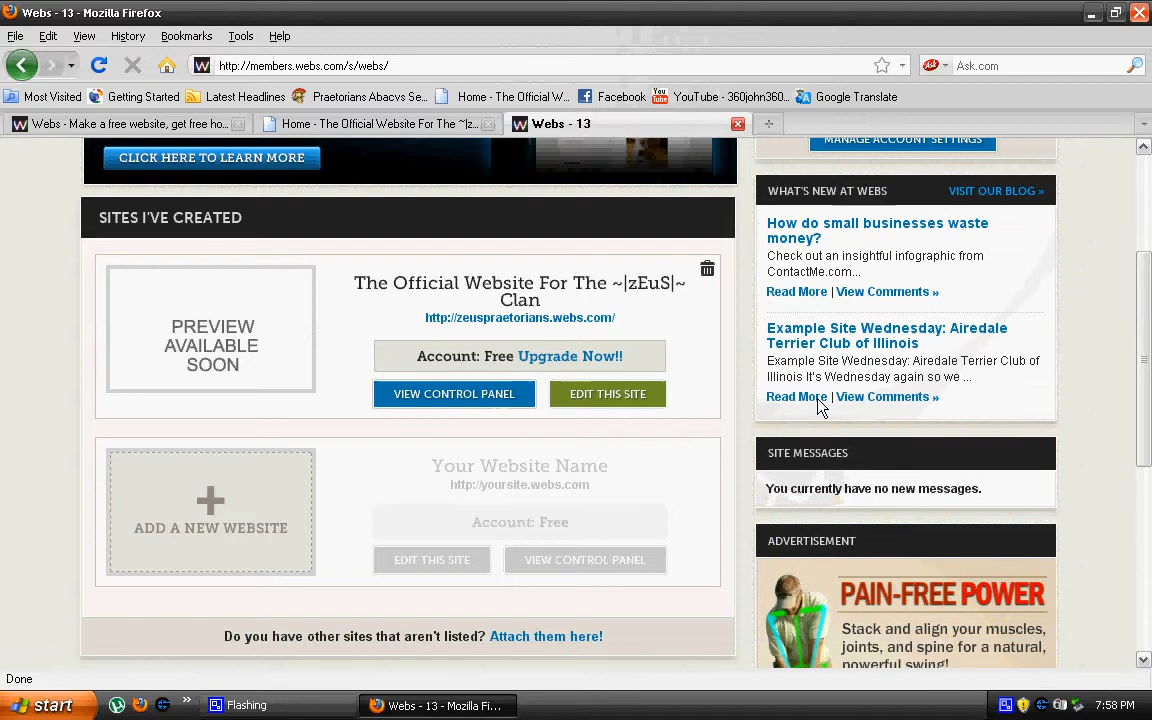 Webs - 13 - Mozilla Firefox
File Edit View History Bookmarks Tools Help
http://members.webs.com/s/webs/
Ask.com
Most Visited Getting Started Latest Headlines Praetorians Abacvs Se... Home - The Official W... Facebook YouTube - 360john360... Google Translate
Webs - Make a free website, get free ho... Home - The Official Website For The ~|z... Webs - 13
CLICK HERE TO LEARN MORE
MANAGE ACCOUNT SETTINGS
SITES I'VE CREATED
PREVIEW
AVAILABLE
SOON
The Official Website For The ~|zEuS|~
Clan
http://zeuspraetorians.webs.com/
Account: Free Upgrade Now!!
VIEW CONTROL PANEL EDIT THIS SITE
ADD A NEW WEBSITE
Your Website Name
http://yoursite.webs.com
Account: Free
EDIT THIS SITE VIEW CONTROL PANEL
Do you have other sites that aren't listed? Attach them here!
WHAT'S NEW AT WEBS VISIT OUR BLOG »
How do small businesses waste
money?
Check out an insightful infographic from
ContactMe.com...
Read More | View Comments »
Example Site Wednesday: Airedale
Terrier Club of Illinois
Example Site Wednesday: Airedale Terrier Club of
Illinois It's Wednesday again so we ...
Read More | View Comments »
SITE MESSAGES
You currently have no new messages.
ADVERTISEMENT
PAIN-FREE POWER
Stack and align your muscles,
joints, and spine for a natural,
powerful swing!
Done
start Flashing Webs - 13 - Mozilla Fi... 7:58 PM